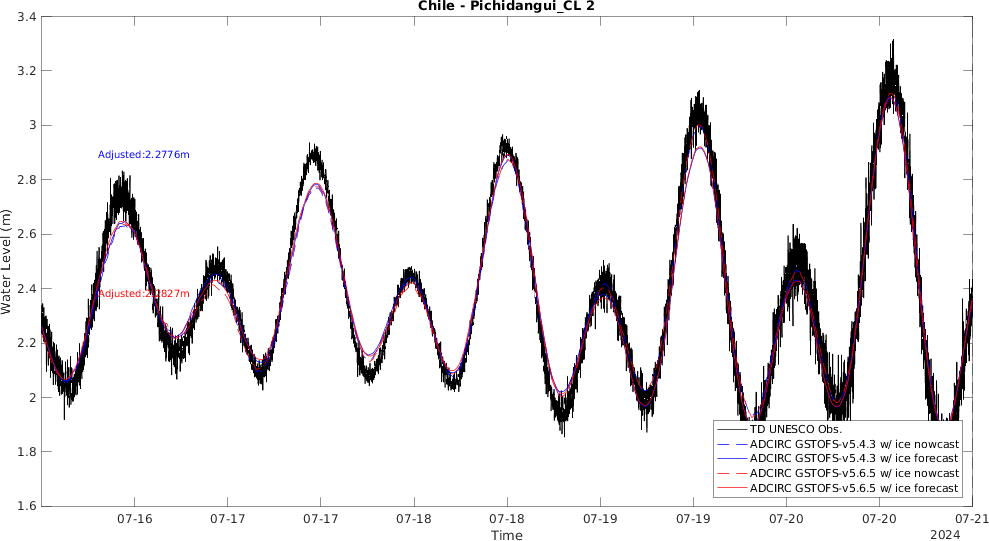 Chile - Pichidangui_CL 2
3.4
3.2
3
2.8
2.6
2.4
2.2
2
1.8
1.6
Water Level (m)
Adjusted:2.2776m
Adjusted:2.2827m
TD UNESCO Obs.
ADCIRC GSTOFS-v5.4.3 w/ ice nowcast
ADCIRC GSTOFS-v5.4.3 w/ ice forecast
ADCIRC GSTOFS-v5.6.5 w/ ice nowcast
ADCIRC GSTOFS-v5.6.5 w/ ice forecast
07-16 07-17 07-17 07-18 07-18 07-19 07-19 07-20 07-20 07-21
Time
2024